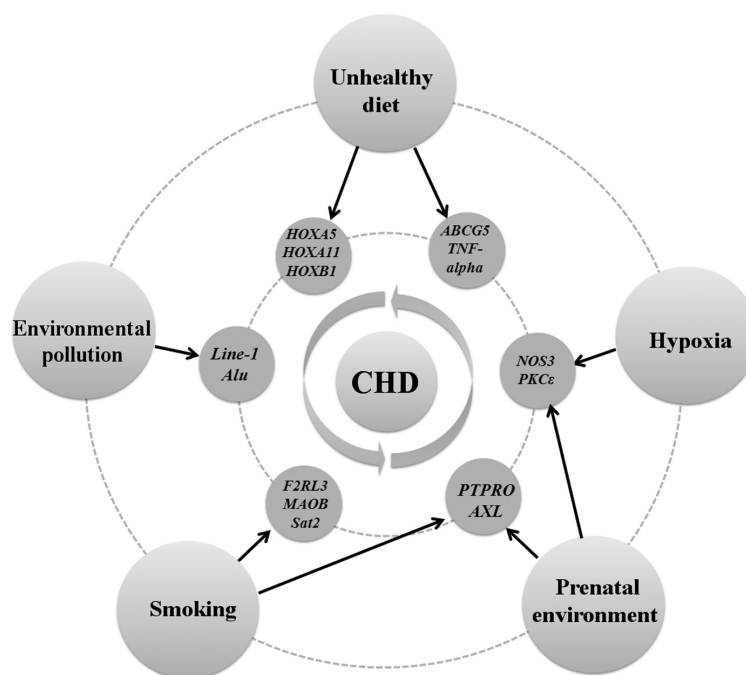 Unhealthy
diet
HOXA5
HOXA11
HOXB1
ABCG5
TNF-
alpha
Environmental
pollution
Line-1
Alu
CHD
NOS3
PKCε
Hypoxia
F2RL3
MAOB
Sat2
PTPRO
AXL
Smoking
Prenatal
environment